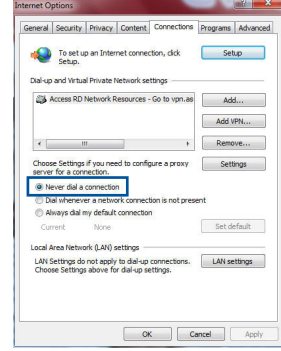 Internet Options
General Security Privacy Content Connections Programs Advanced
To set up an Internet connection, click
Setup.
Setup
Dial-up and Virtual Private Network settings
Access RD Network Resources - Go to vpn.as
Add...
Add VPN...
Remove...
Choose Settings if you need to configure a proxy
server for a connection.
Settings
Never dial a connection
Dial whenever a network connection is not present
Always dial my default connection
Current None
Set default
Local Area Network (LAN) settings
LAN Settings do not apply to dial-up connections.
Choose Settings above for dial-up settings.
LAN settings
OK Cancel Apply